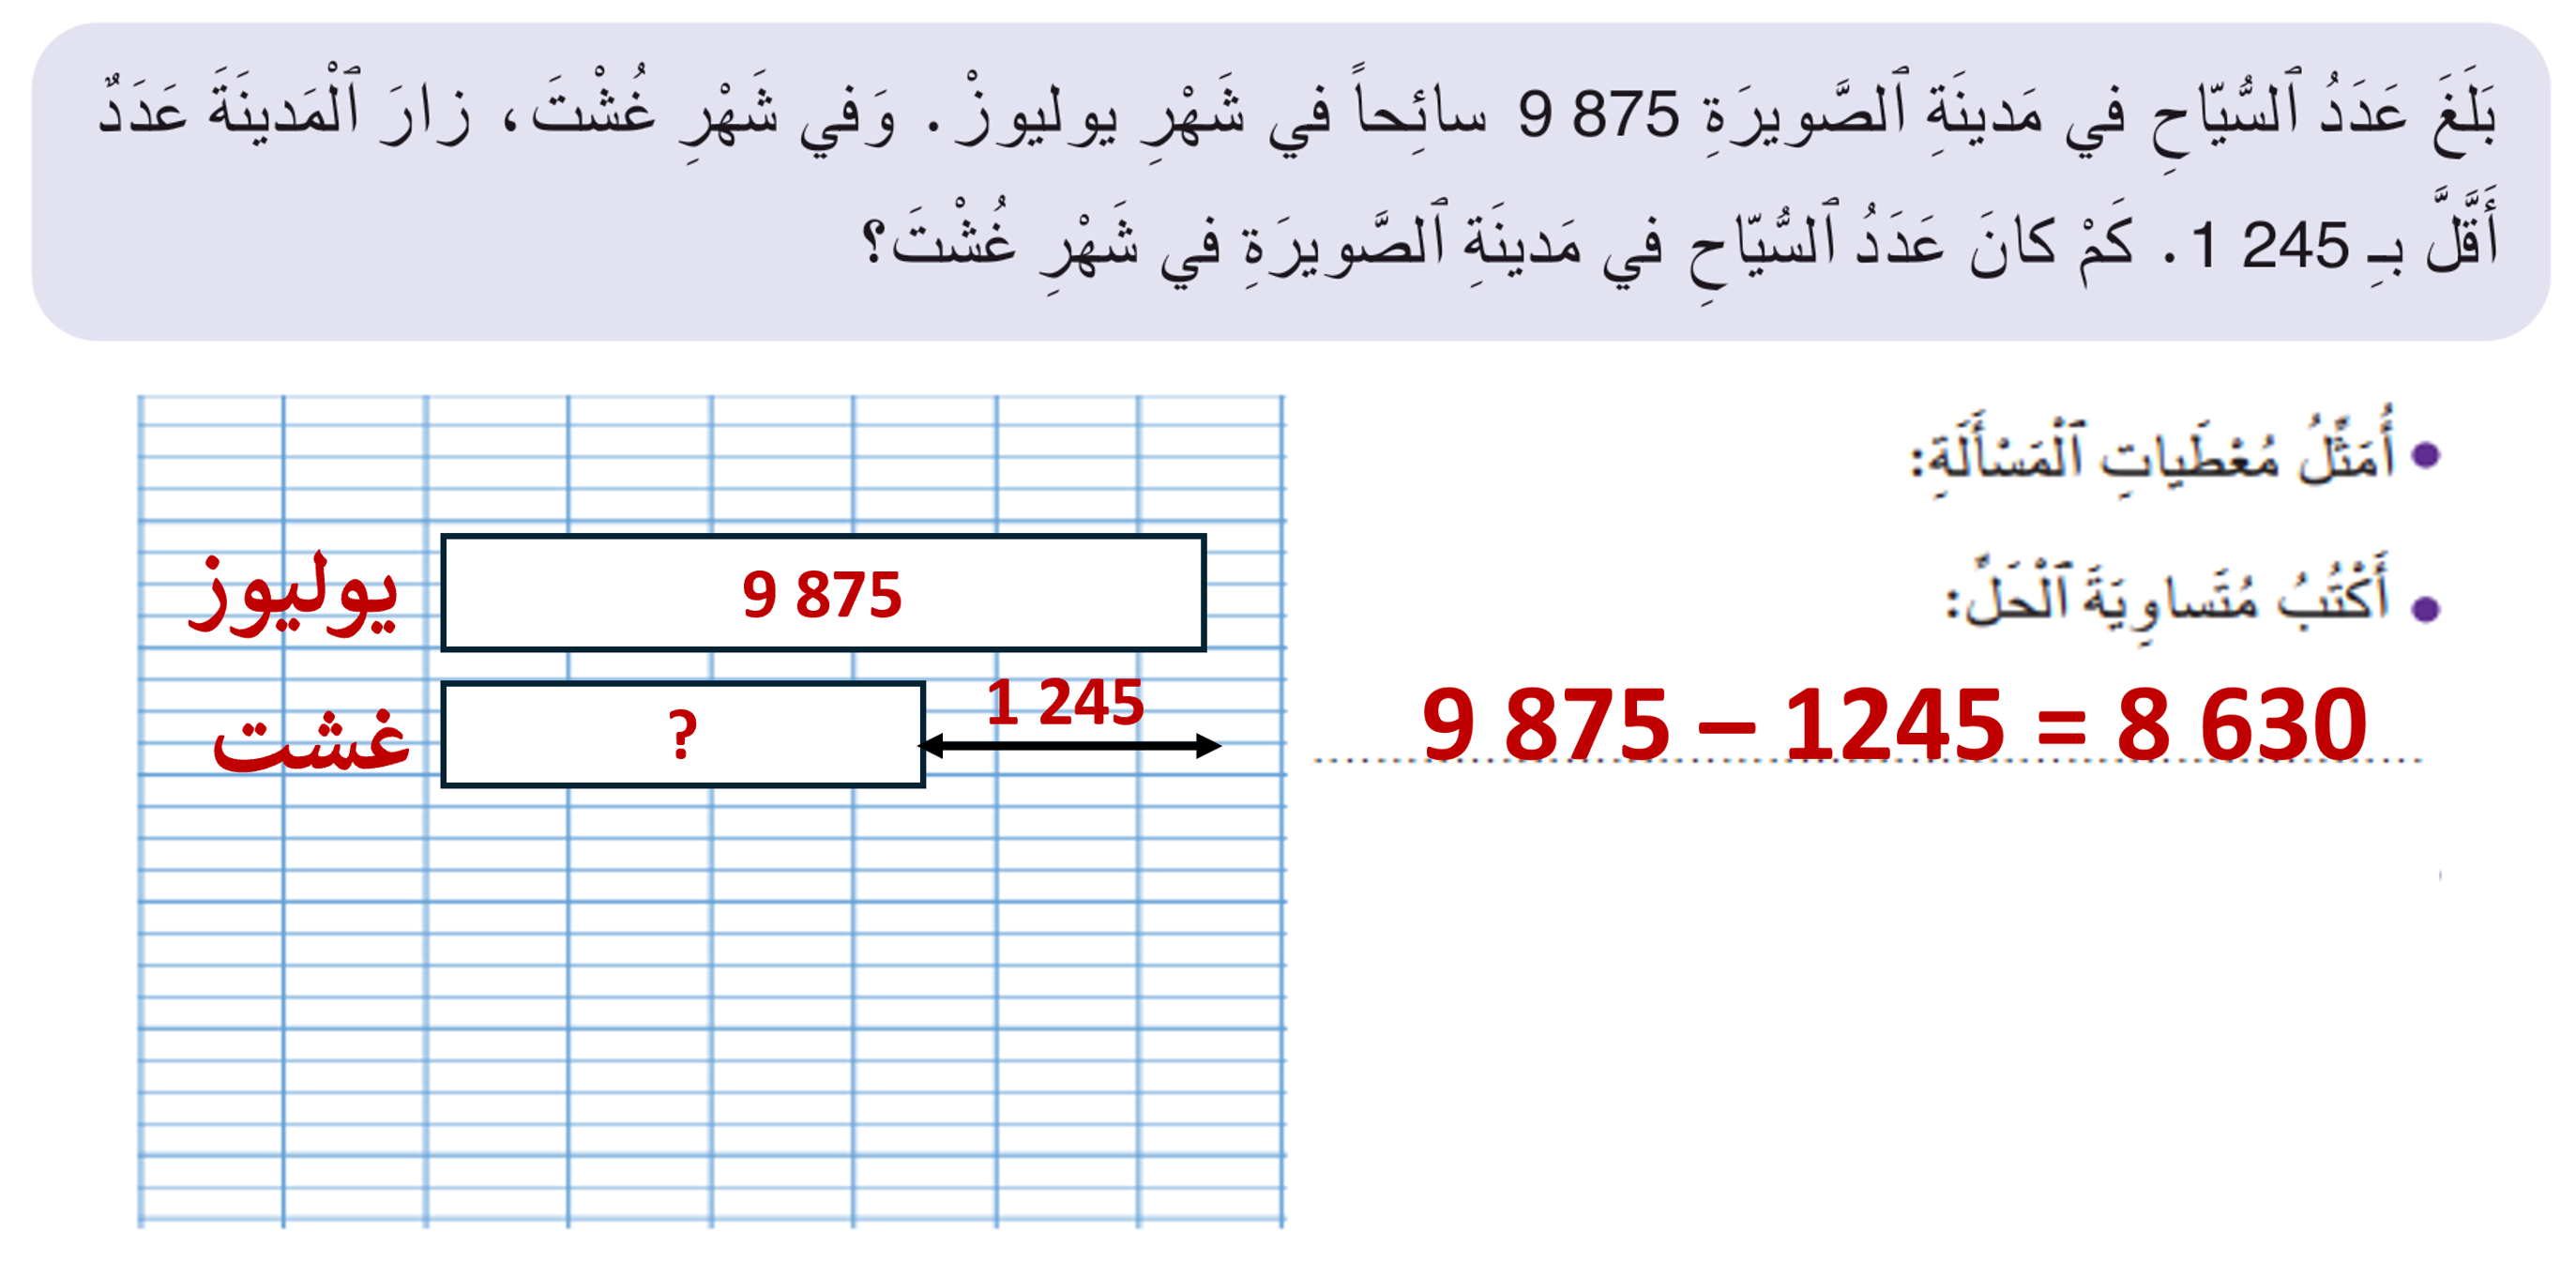 بَلَغَ عَدَدُ ٱلسُّيّاحِ في مَدينَةِ ٱلصَّويرَةِ 9 875 سائِحاً في شَهْرِ يوليوزْ. وَفي شَهْرِ غُشْتَ، زارَ ٱلْمَدينَةَ عَدَدٌ
أَقَّلَّ بـِ 1 245. كَمْ كانَ عَدَدُ ٱلسُّيّاحِ في مَدينَةِ ٱلصَّويرَةِ في شَهْرِ غُشْتَ؟
• أُمَثِّلُ مُعْطَياتِ ٱلْمَسْأَلَةِ:
• أَكْتُبُ مُتَساوِيَةَ ٱلْحَلِّ:
9 875 – 1245 = 8 630
يوليوز
9 875
غشت
?
1 245